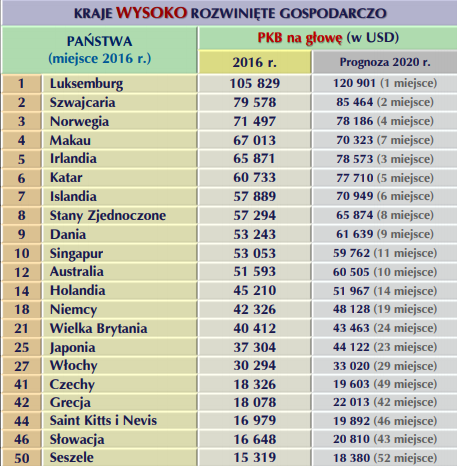 KRAJE WYSOKO ROZWINIĘTE GOSPODARCZO
PAŃSTWA (miejsce 2016 r.) PKB na głowę (w USD)
2016 r. Prognoza 2020 r.
1 Luksemburg 105 829 120 901 (1 miejsce)
2 Szwajcaria 79 578 85 464 (2 miejsce)
3 Norwegia 71 497 78 186 (4 miejsce)
4 Makau 67 013 70 323 (7 miejsce)
5 Irlandia 65 871 78 573 (3 miejsce)
6 Katar 60 733 77 710 (5 miejsce)
7 Islandia 57 889 70 949 (6 miejsce)
8 Stany Zjednoczone 57 294 65 874 (8 miejsce)
9 Dania 53 243 61 639 (9 miejsce)
10 Singapur 53 053 59 762 (11 miejsce)
12 Australia 51 593 60 505 (10 miejsce)
14 Holandia 45 210 51 967 (14 miejsce)
18 Niemcy 42 326 48 128 (19 miejsce)
21 Wielka Brytania 40 412 43 463 (24 miejsce)
25 Japonia 37 304 44 122 (23 miejsce)
27 Włochy 30 294 33 020 (29 miejsce)
41 Czechy 18 326 19 603 (49 miejsce)
42 Grecja 18 078 22 013 (42 miejsce)
44 Saint Kitts i Nevis 16 979 19 892 (46 miejsce)
46 Słowacja 16 648 20 810 (43 miejsce)
50 Seszele 15 319 18 380 (52 miejsce)